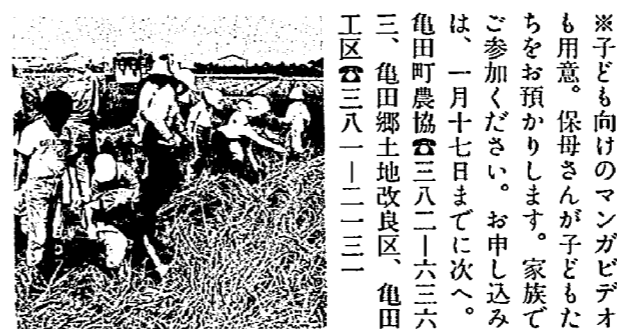 ※子ども向けのマンガビデオ
も用意。保母さんが子どもた
ちをお預かりします。家族で
ご参加ください。お申し込み
は、一月十七日までに次へ。
亀田町農協☎三八二―六三六
三、亀田郷土地改良区、亀田
工区☎三八一―二一三一